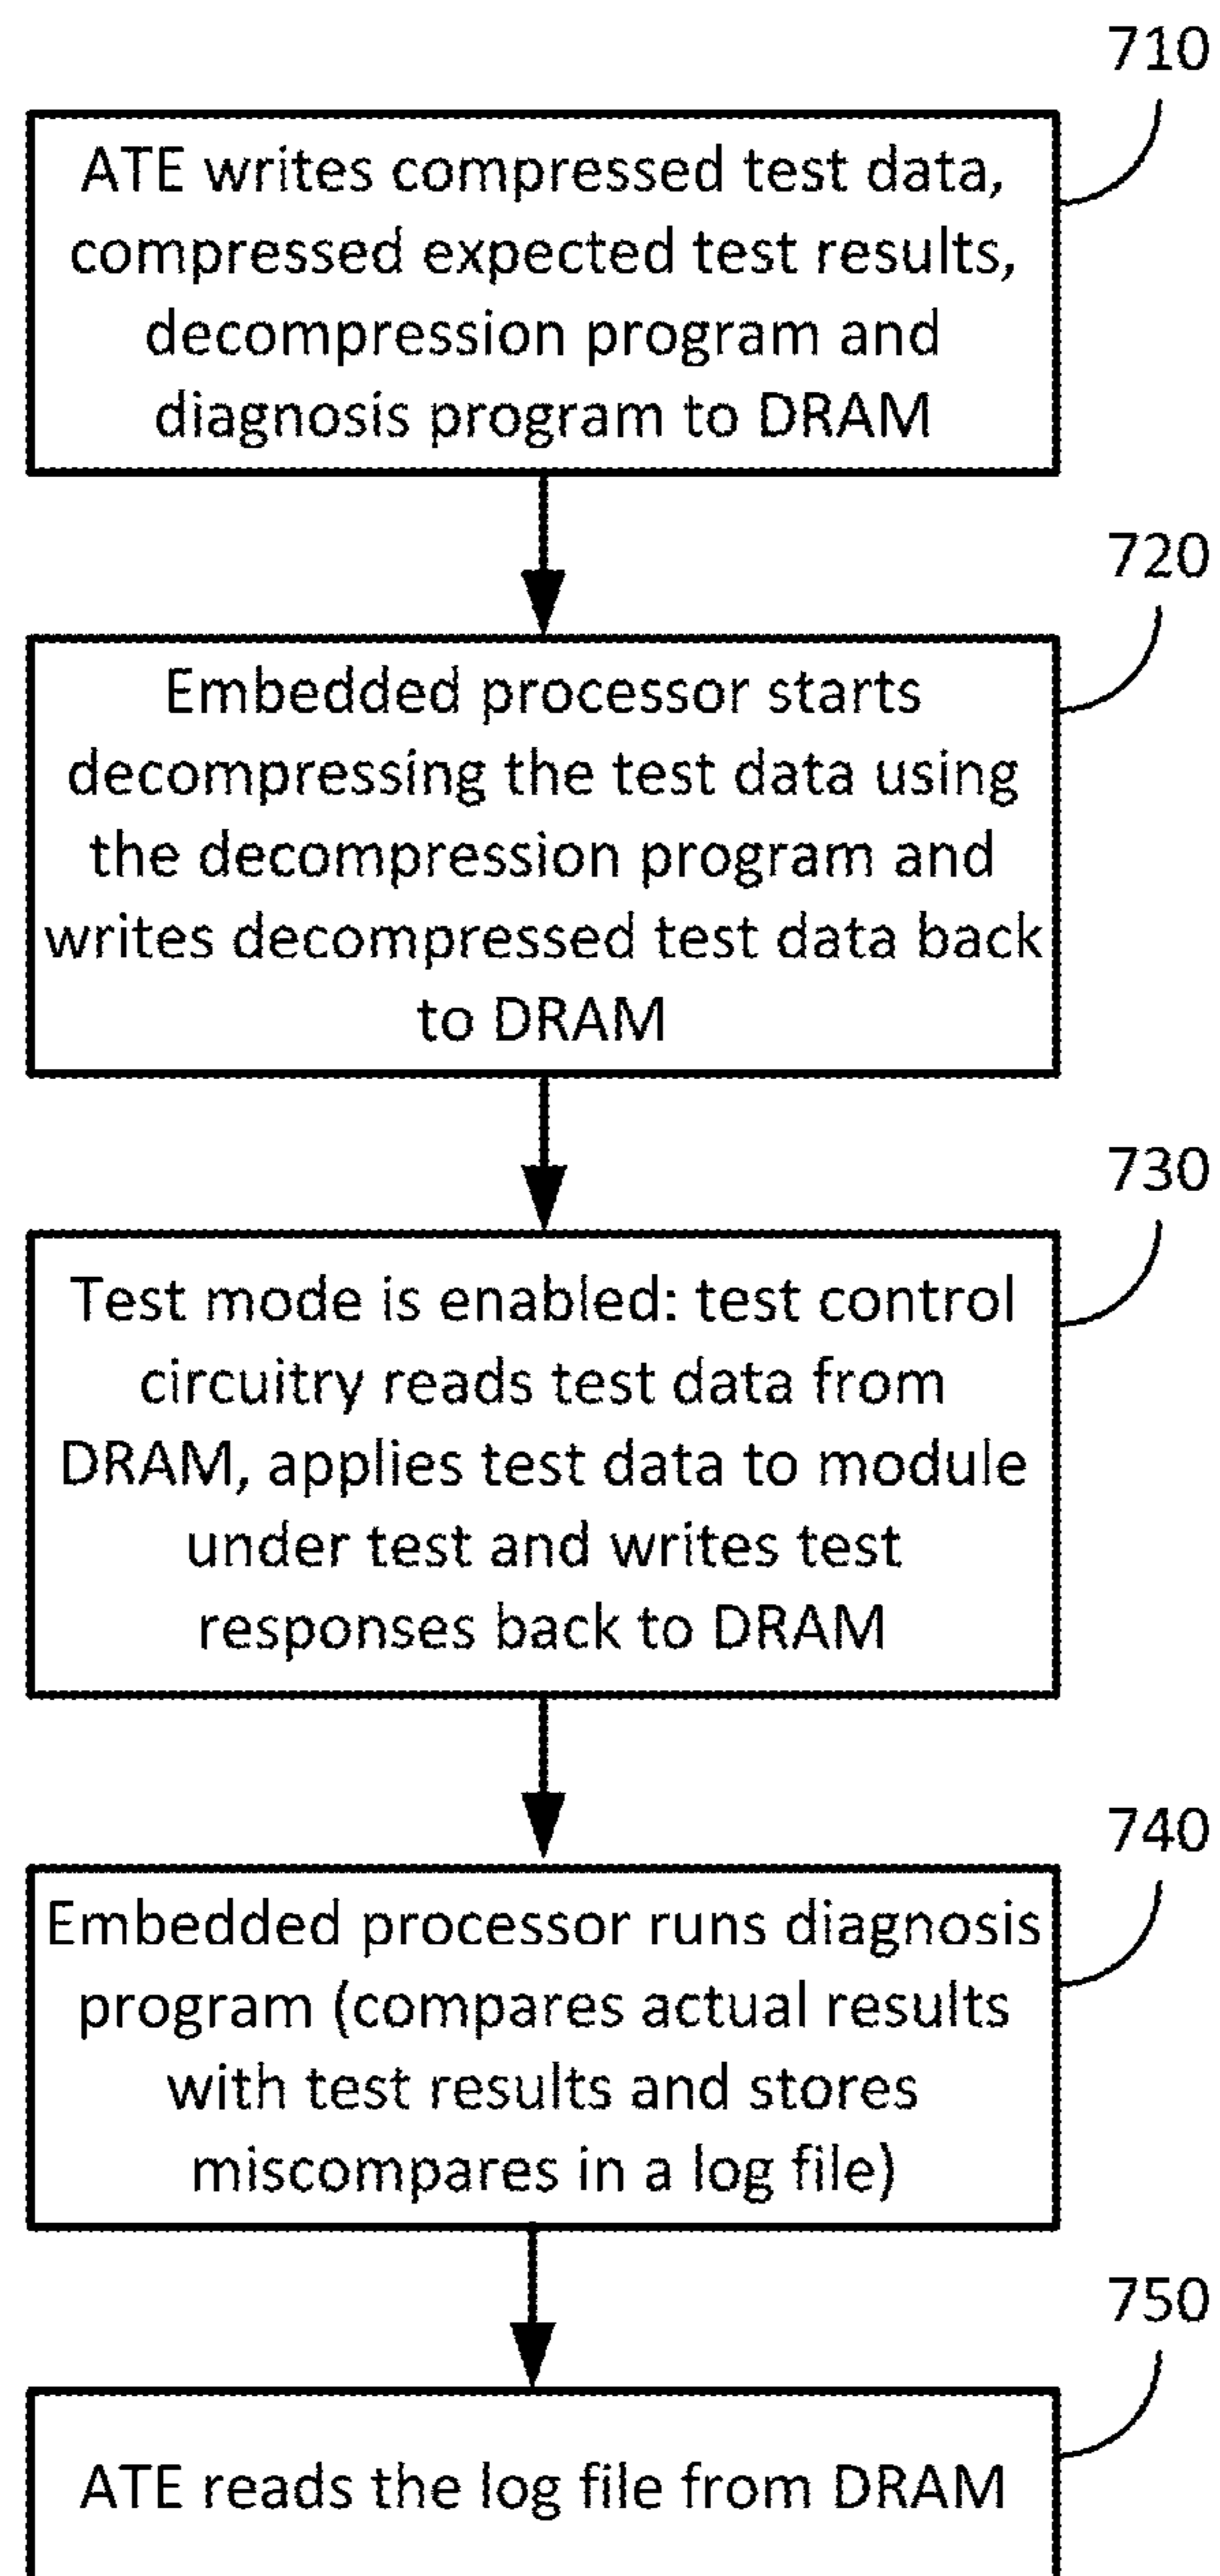 710
ATE writes compressed test data,
compressed expected test results,
decompression program and
diagnosis program to DRAM
720
Embedded processor starts
decompressing the test data using
the decompression program and
writes decompressed test data back
to DRAM
730
Test mode is enabled: test control
circuitry reads test data from
DRAM, applies test data to module
under test and writes test
responses back to DRAM
740
Embedded processor runs diagnosis
program (compares actual results
with test results and stores
miscompares in a log file)
750
ATE reads the log file from DRAM